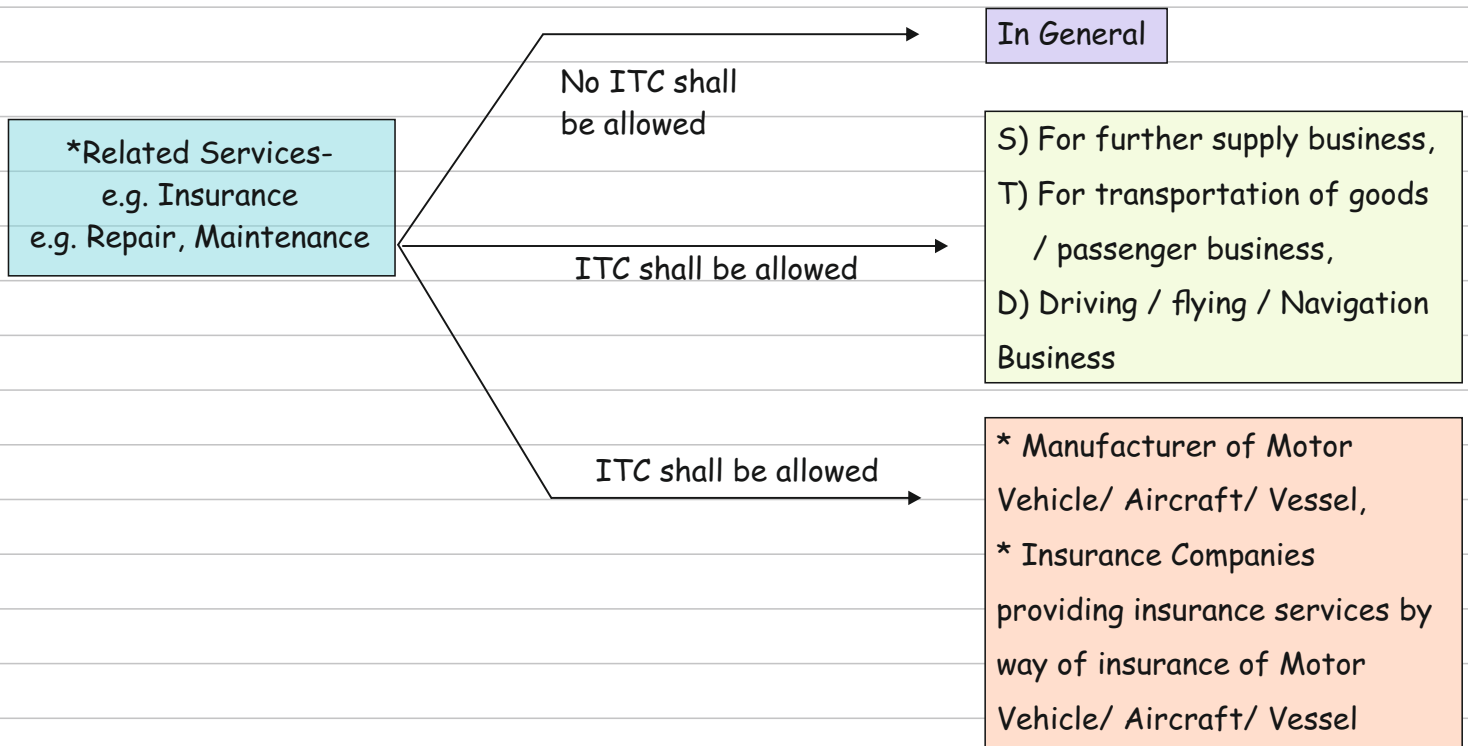 *Related Services-
e.g. Insurance
e.g. Repair, Maintenance
No ITC shall
be allowed
In General
ITC shall be allowed
S) For further supply business,
T) For transportation of goods
/ passenger business,
D) Driving / flying / Navigation
Business
ITC shall be allowed
* Manufacturer of Motor
Vehicle/ Aircraft/ Vessel,
* Insurance Companies
providing insurance services by
way of insurance of Motor
Vehicle/ Aircraft/ Vessel